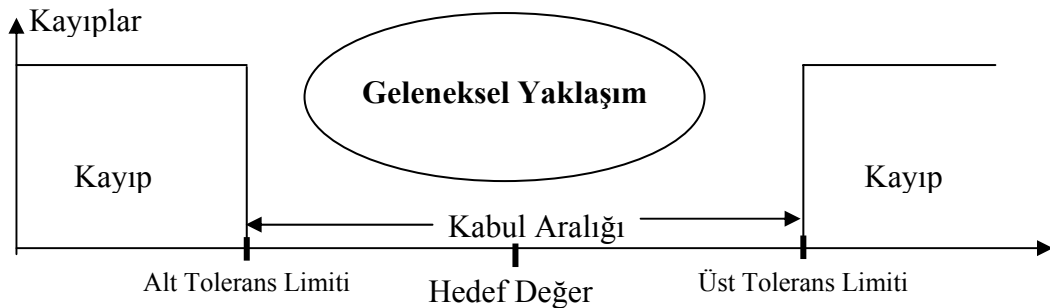 Kayıplar
Geleneksel Yaklaşım
Kayıp
Kayıp
Kabul Aralığı
Alt Tolerans Limiti
Hedef Değer
Üst Tolerans Limiti